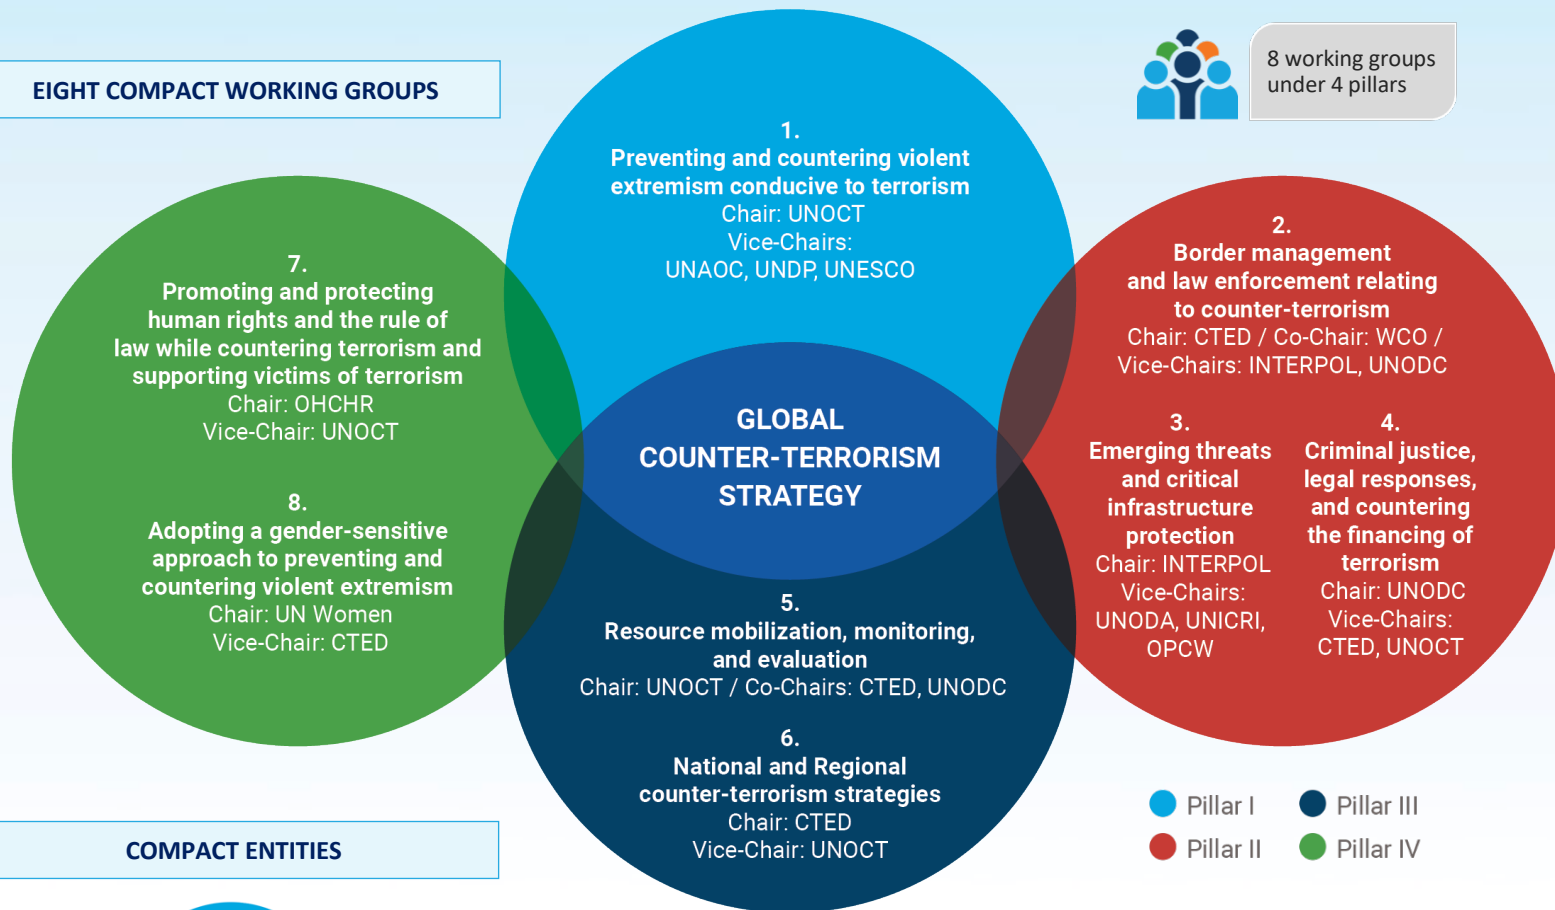 EIGHT COMPACT WORKING GROUPS
8 working groups
under 4 pillars
1.
Preventing and countering violent
extremism conducive to terrorism
Chair: UNOCT
Vice-Chairs:
UNAOC, UNDP, UNESCO
2.
Border management
and law enforcement relating
to counter-terrorism
Chair: CTED / Co-Chair: WCO /
Vice-Chairs: INTERPOL, UNODC
3.
Emerging threats
and critical
infrastructure
protection
Chair: INTERPOL
Vice-Chairs:
UNODA, UNICRI,
OPCW
4.
Criminal justice,
legal responses,
and countering
the financing of
terrorism
Chair: UNODC
Vice-Chairs:
CTED, UNOCT
GLOBAL
COUNTER-TERRORISM
STRATEGY
5.
Resource mobilization, monitoring,
and evaluation
Chair: UNOCT / Co-Chairs: CTED, UNODC
6.
National and Regional
counter-terrorism strategies
Chair: CTED
Vice-Chair: UNOCT
7.
Promoting and protecting
human rights and the rule of
law while countering terrorism and
supporting victims of terrorism
Chair: OHCHR
Vice-Chair: UNOCT
8.
Adopting a gender-sensitive
approach to preventing and
countering violent extremism
Chair: UN Women
Vice-Chair: CTED
Pillar I
Pillar III
Pillar II
Pillar IV
COMPACT ENTITIES